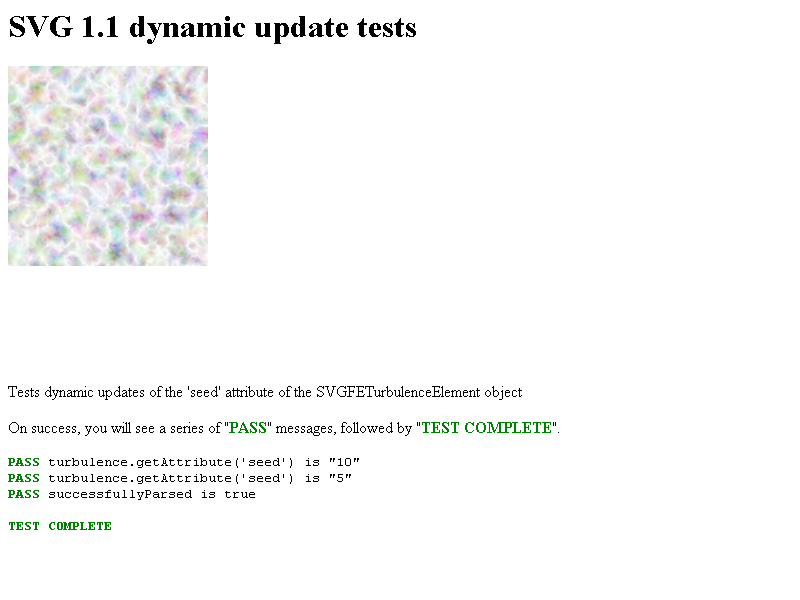 SVG 1.1 dynamic update tests
Tests dynamic updates of the 'seed' attribute of the SVGFETurbulenceElement object
On success, you will see a series of "PASS" messages, followed by "TEST COMPLETE".
PASS turbulence.getAttribute('seed') is "10"
PASS turbulence.getAttribute('seed') is "5"
PASS successfullyParsed is true
TEST COMPLETE